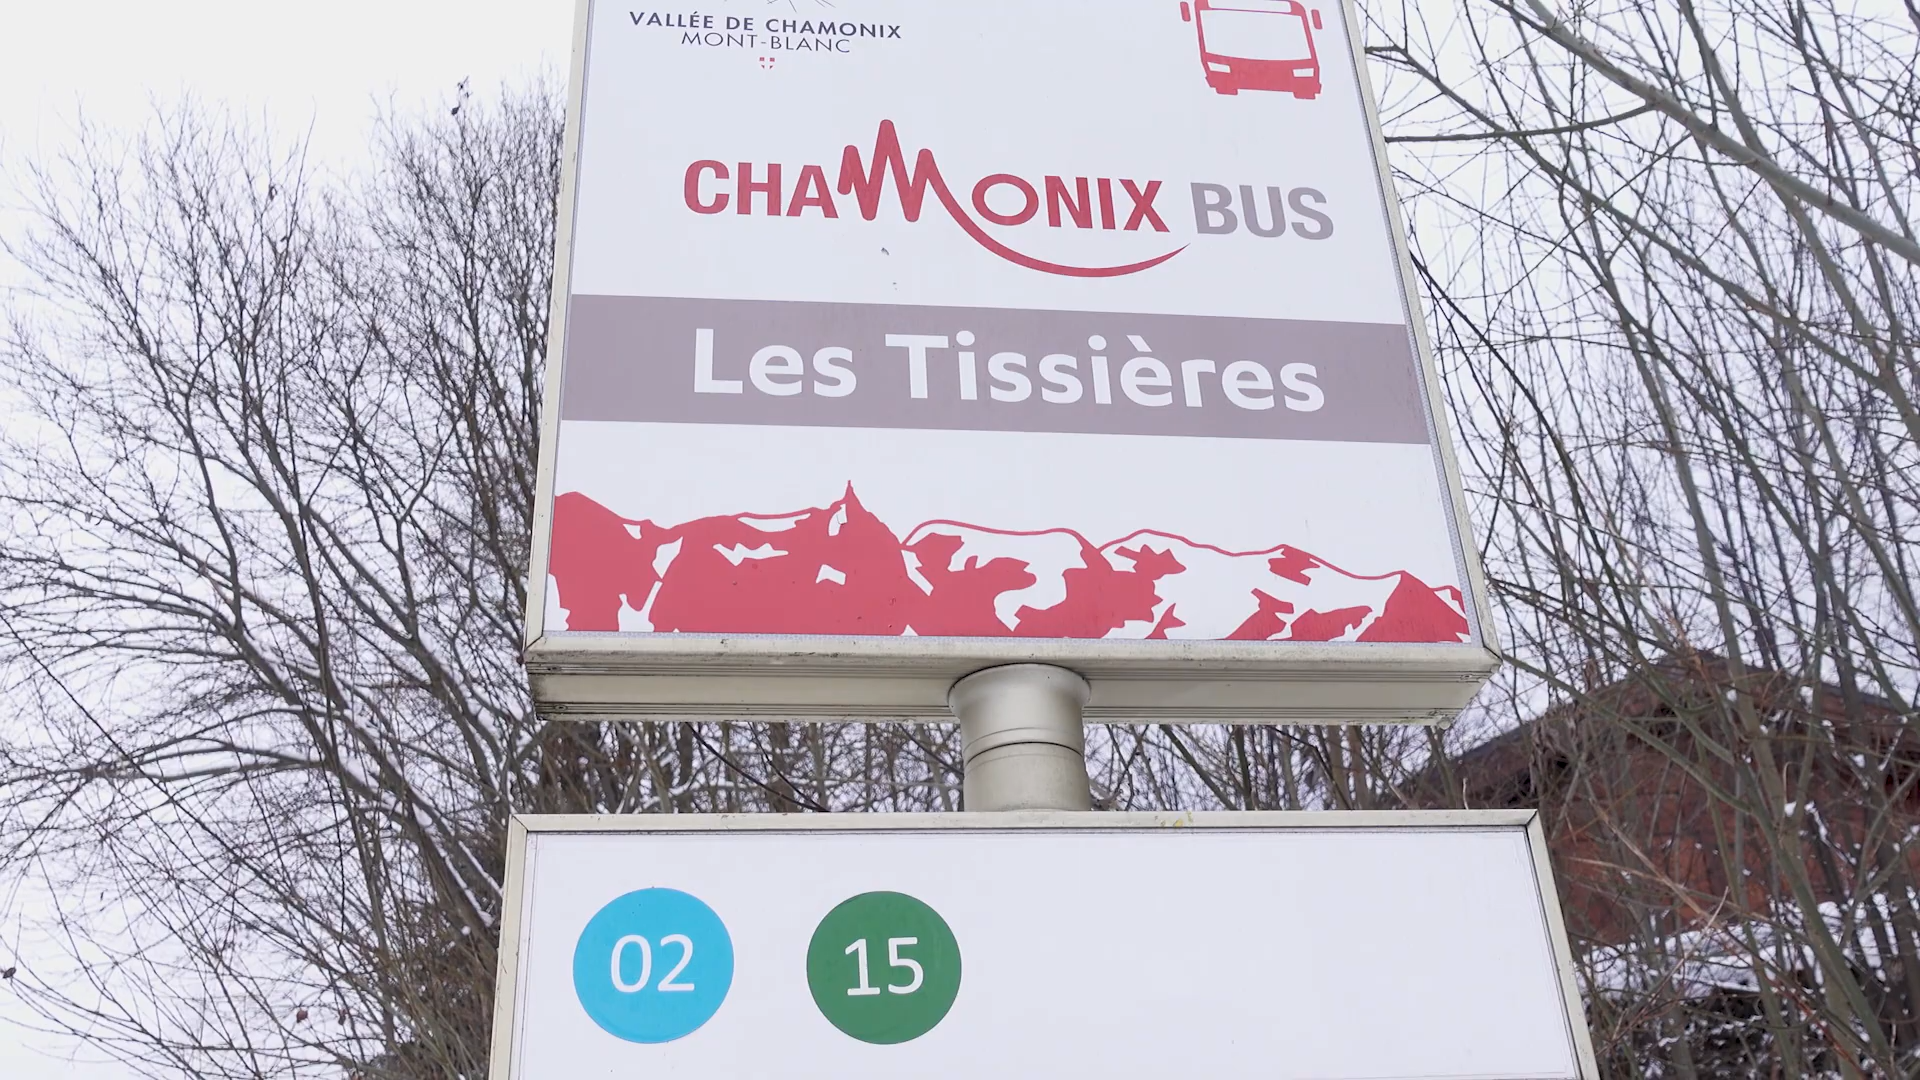 VALLÉE DE CHAMONIX
MONT-BLANC
CHAMONIX BUS
Les Tissières
02 15